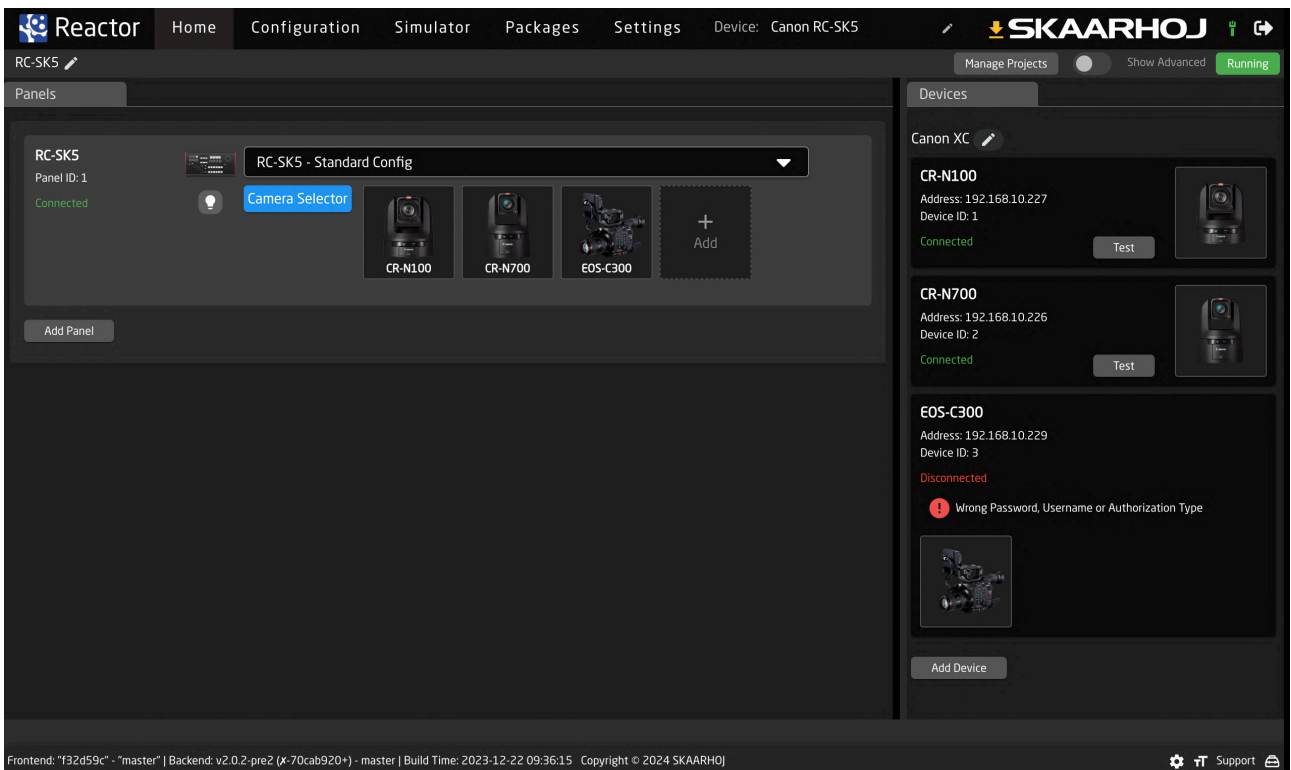 Reactor Home Configuration Simulator Packages Settings Device: Canon RC-SK5 SKAARHOJ
RC-SK5 Manage Projects Show Advanced Running
Panels
RC-SK5
Panel ID: 1
Connected
RC-SK5 - Standard Config
Camera Selector
CR-N100
CR-N700
EOS-C300
+
Add
Add Panel
Devices
Canon XC
CR-N100
Address: 192.168.10.227
Device ID: 1
Connected
Test
CR-N700
Address: 192.168.10.226
Device ID: 2
Connected
Test
EOS-C300
Address: 192.168.10.229
Device ID: 3
Disconnected
! Wrong Password, Username or Authorization Type
Add Device
Frontend: "f32d59c" - "master" | Backend: v2.0.2-pre2 (✗-70cab920+) - master | Build Time: 2023-12-22 09:36:15 Copyright © 2024 SKAARHOJ
TT Support